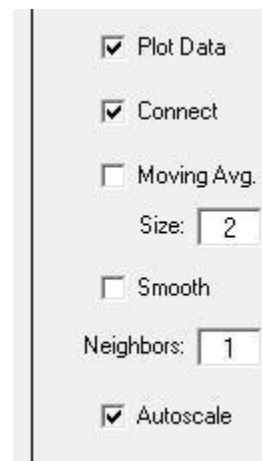 Plot Data
Connect
Moving Avg.
Size: 2
Smooth
Neighbors: 1
Autoscale